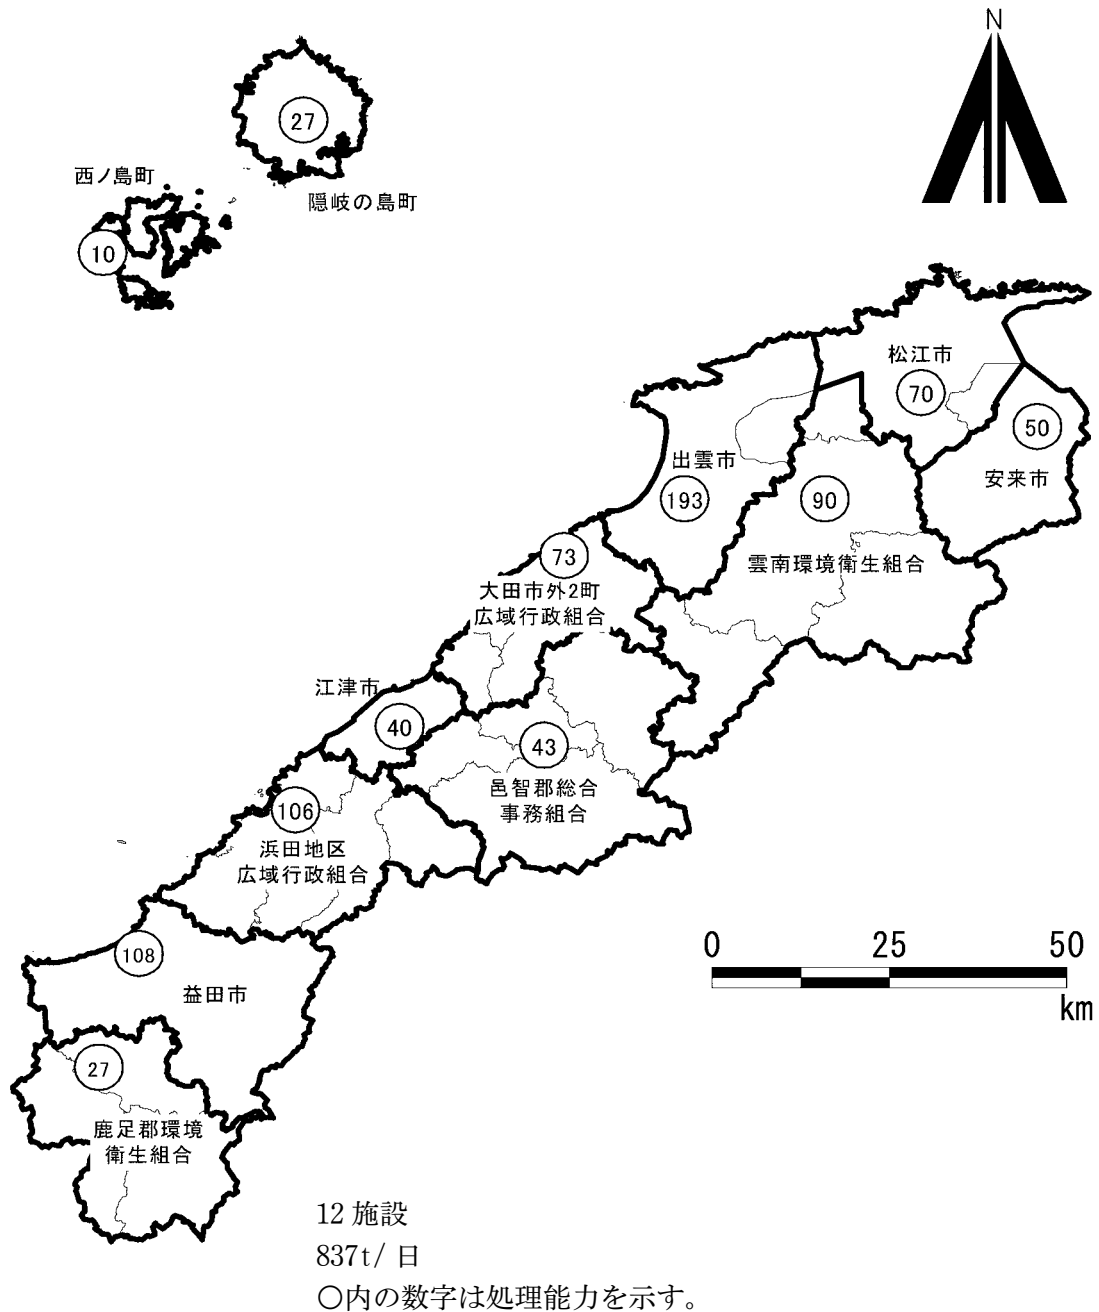 N
27
西ノ島町
隠岐の島町
10
松江市
70
50
安来市
出雲市
193
90
雲南環境衛生組合
73
大田市外2町
広域行政組合
江津市
40
43
邑智郡総合
事務組合
106
浜田地区
広域行政組合
108
益田市
0 25 50
km
27
鹿足郡環境
衛生組合
12 施設
837t/ 日
○内の数字は処理能力を示す。